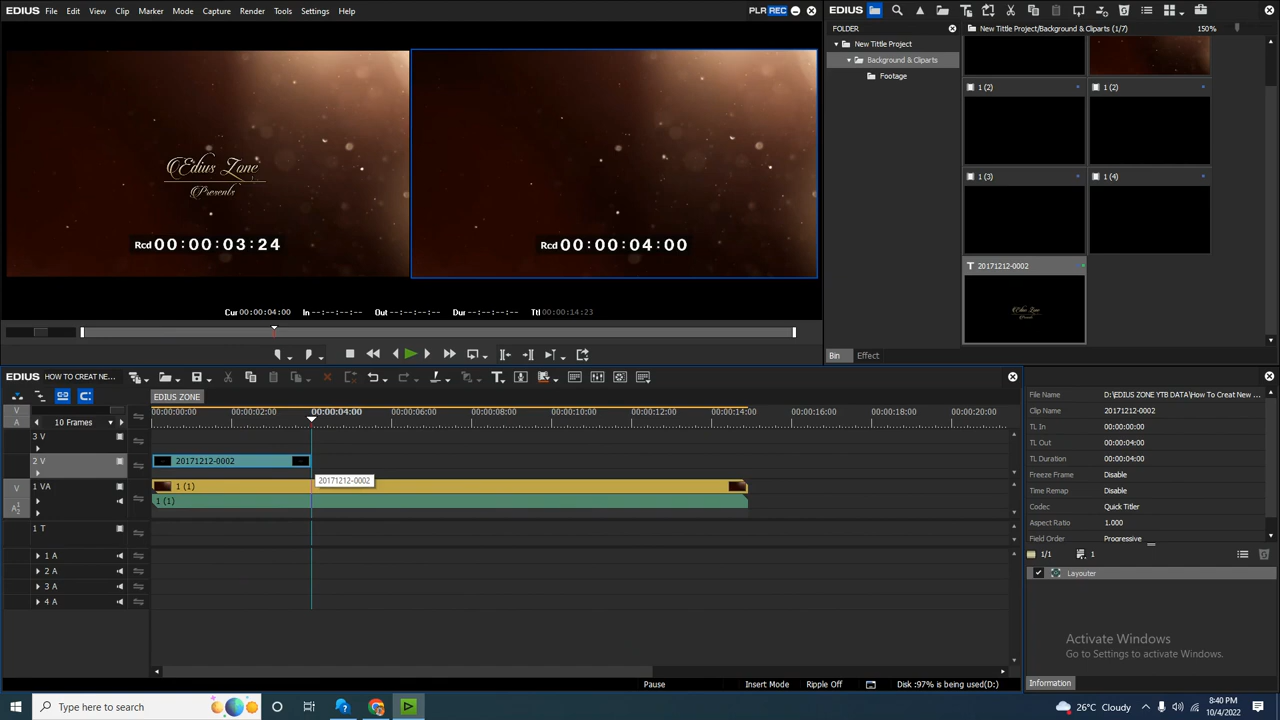 EDIUS File Edit View Clip Marker Mode Capture Render Tools Settings Help PLR REC
Edius Zone
Presents
Rcd 00:00:03:24
Rcd 00:00:04:00
Cur 00:00:04:00 In --:--:--:-- Out --:--:--:-- Dur --:--:--:-- Ttl 00:00:14:23
EDIUS
FOLDER
New Tittle Project
Background & Cliparts
Footage
New Tittle Project/Background & Cliparts (1/7) 150%
1 (2) 1 (2)
1 (3) 1 (4)
T 20171212-0002
Edius Zone
Presents
Bin Effect
EDIUS HOW TO CREAT NE...
EDIUS ZONE
V
A
10 Frames
00:00:00:00 00:00:02:00 00:00:04:00 00:00:06:00 00:00:08:00 00:00:10:00 00:00:12:00 00:00:14:00 00:00:16:00 00:00:18:00 00:00:20:00
3 V
2 V 20171212-0002
20171212-0002
V 1 VA 1 (1)
A12 1 (1)
1 T
1 A
2 A
3 A
4 A
Pause Insert Mode Ripple Off Disk :97% is being used(D:)
File Name D:\EDIUS ZONE YTB DATA\How To Creat New ...
Clip Name 20171212-0002
TL In 00:00:00:00
TL Out 00:00:04:00
TL Duration 00:00:04:00
Freeze Frame Disable
Time Remap Disable
Codec Quick Titler
Aspect Ratio 1.000
Field Order Progressive
1/1 1
Layouter
Activate Windows
Go to Settings to activate Windows.
Information
Type here to search
26°C Cloudy
8:40 PM
10/4/2022